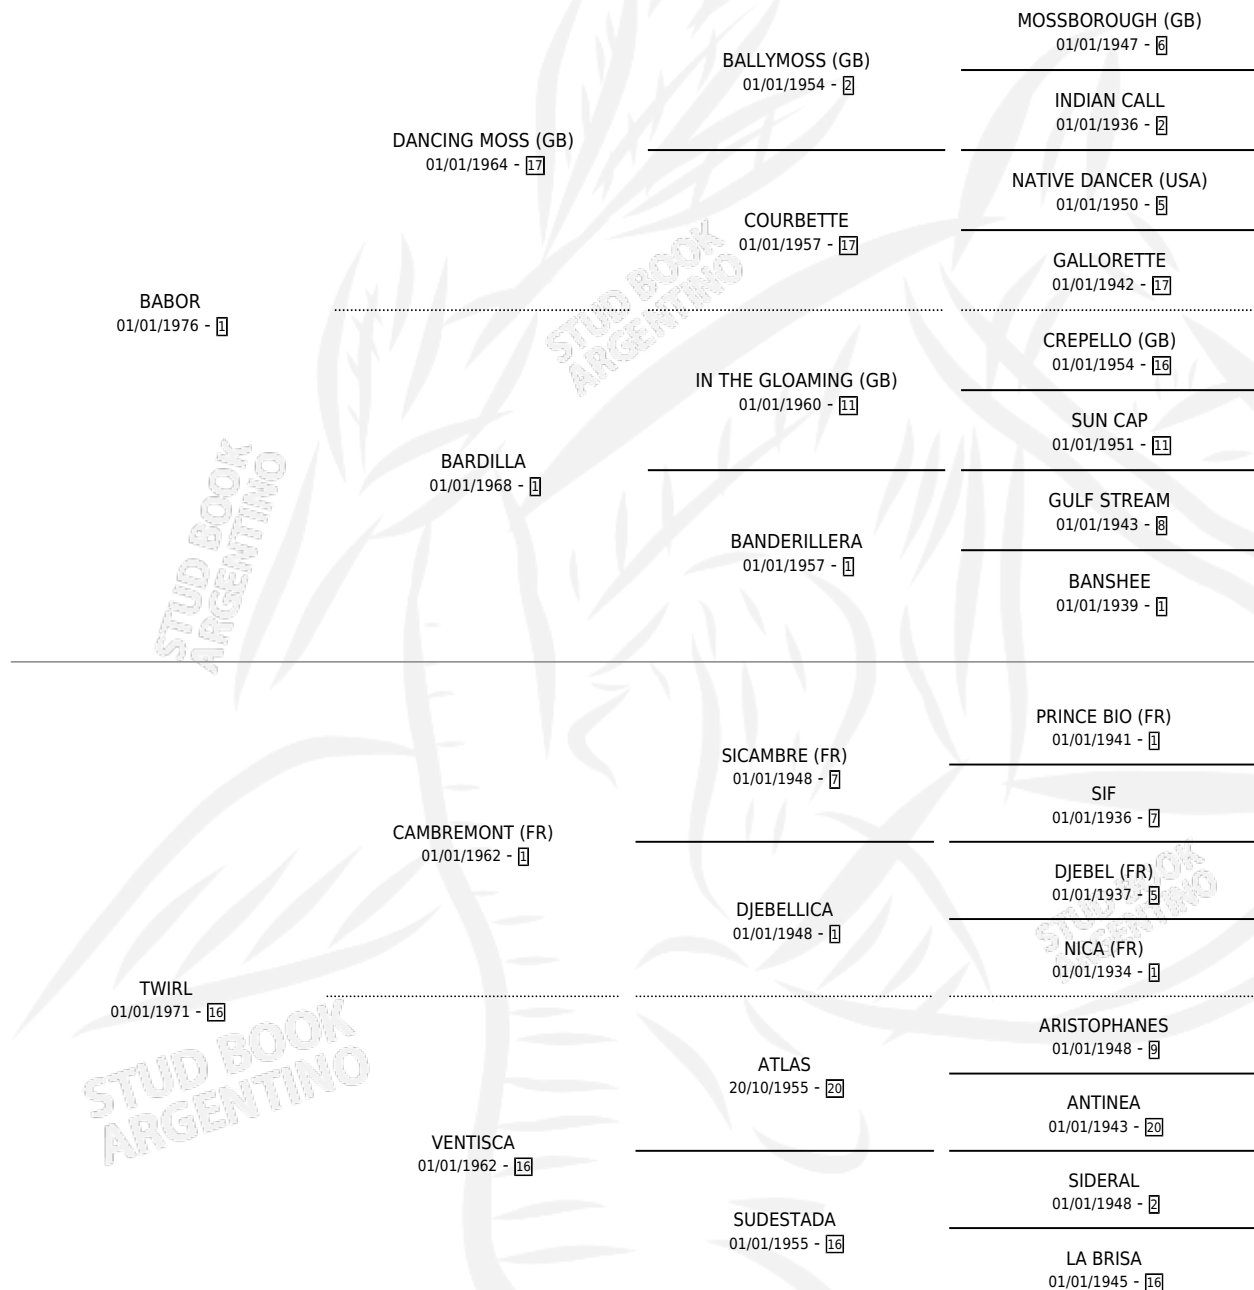 MOSSBOROUGH (GB)
01/01/1947 - 6
BALLYMOSS (GB)
01/01/1954 - 2
INDIAN CALL
01/01/1936 - 2
DANCING MOSS (GB)
01/01/1964 - 17
NATIVE DANCER (USA)
01/01/1950 - 5
COURBETTE
01/01/1957 - 17
GALLORETTE
01/01/1942 - 17
BABOR
01/01/1976 - 1
CREPELLO (GB)
01/01/1954 - 16
IN THE GLOAMING (GB)
01/01/1960 - 11
SUN CAP
01/01/1951 - 11
BARDILLA
01/01/1968 - 1
GULF STREAM
01/01/1943 - 8
BANDERILLERA
01/01/1957 - 1
BANSHEE
01/01/1939 - 1
PRINCE BIO (FR)
01/01/1941 - 1
SICAMBRE (FR)
01/01/1948 - 7
SIF
01/01/1936 - 7
CAMBREMONT (FR)
01/01/1962 - 1
DJEBEL (FR)
01/01/1937 - 5
DJEBELLICA
01/01/1948 - 1
NICA (FR)
01/01/1934 - 1
TWIRL
01/01/1971 - 16
ARISTOPHANES
01/01/1948 - 9
ATLAS
20/10/1955 - 20
ANTINEA
01/01/1943 - 20
VENTISCA
01/01/1962 - 16
SIDERAL
01/01/1948 - 2
SUDESTADA
01/01/1955 - 16
LA BRISA
01/01/1945 - 16
STUD BOOK
ARGENTINO
STUD BOOK
ARGENTINO
STUD BOOK
ARGENTINO
STUD BOOK
ARGENTINO